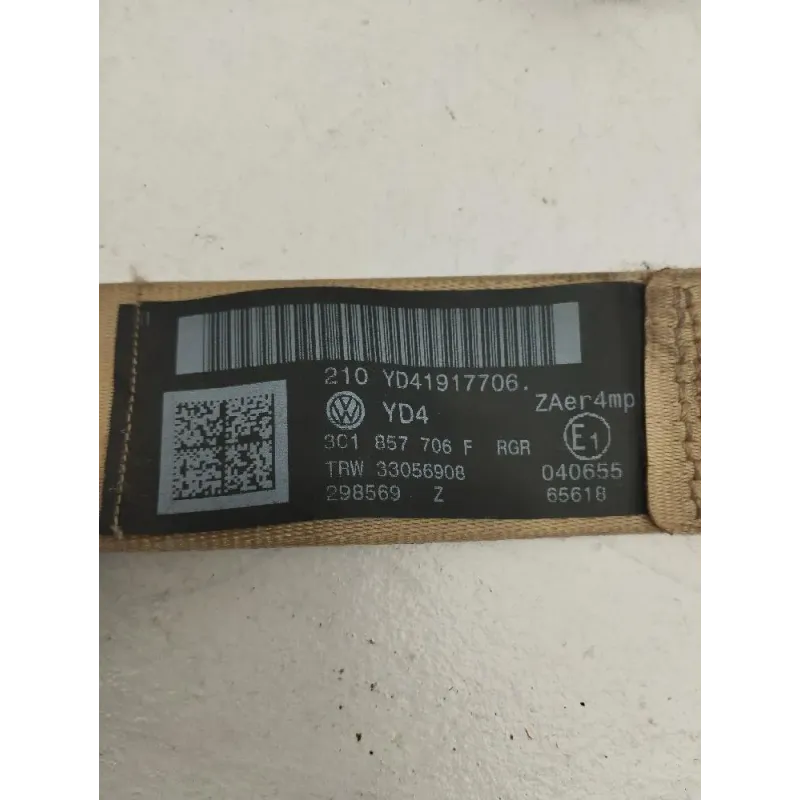 210 YD41917706.
YD4
ZAer4mp
3C1 857 706 F RGR
E1
TRW 33056908
040655
298569 Z
65618